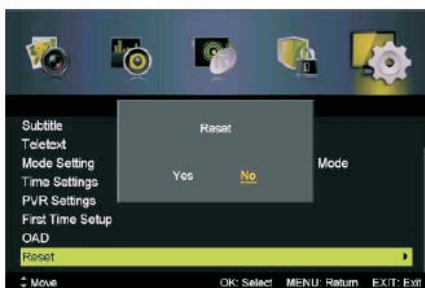 Subtitle
Teletext
Mode Setting Mode
Time Settings
PVR Settings
First Time Setup
OAD
Reset
Reset
Yes No
Move OK: Select MENU: Return EXIT: Exit